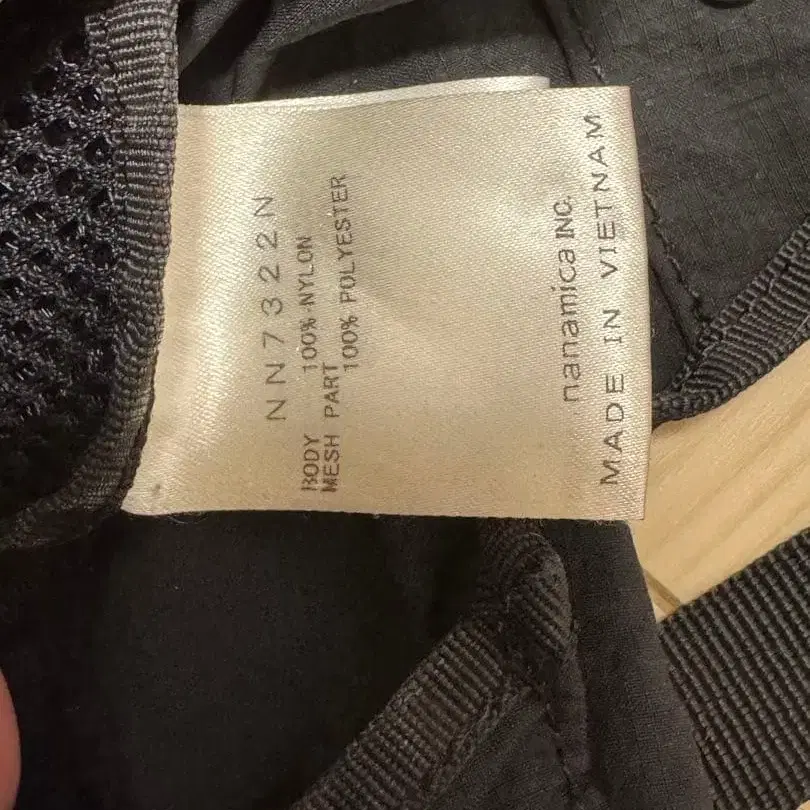 NN7322N
BODY 100% NYLON
MESH PART
100% POLYESTER
nanamica INC.
MADE IN VIETNAM